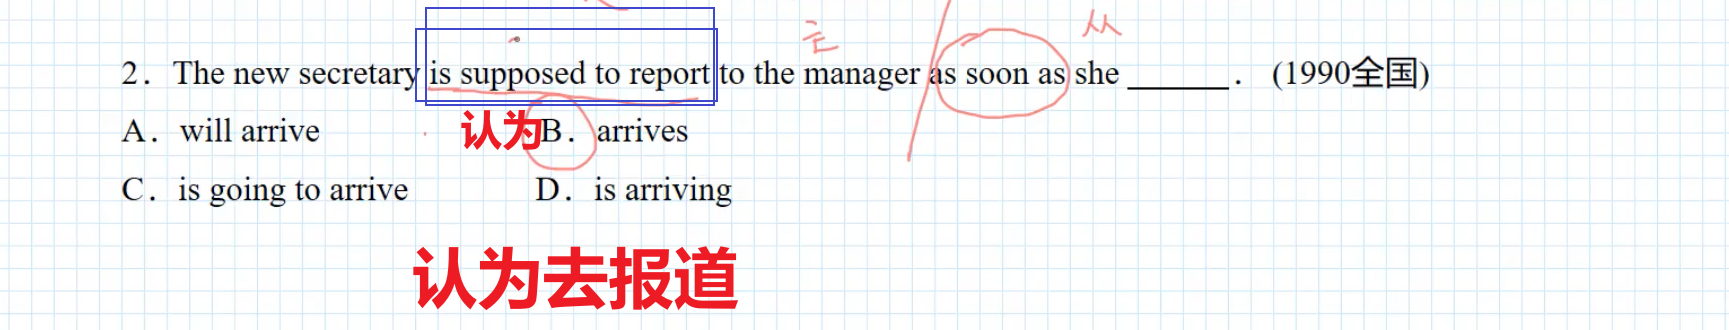 主
从
2．The new secretary is supposed to report to the manager as soon as she ______．(1990全国)
A．will arrive
认为B．arrives
C．is going to arrive
D．is arriving
认为去报道